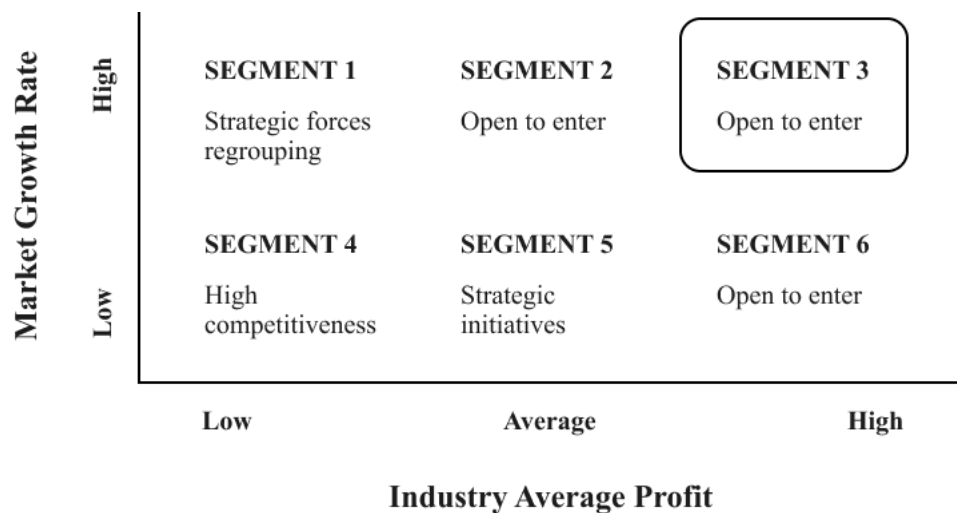 Market Growth Rate
High
SEGMENT 1
Strategic forces
regrouping
SEGMENT 2
Open to enter
SEGMENT 3
Open to enter
Low
SEGMENT 4
High
competitiveness
SEGMENT 5
Strategic
initiatives
SEGMENT 6
Open to enter
Low
Average
High
Industry Average Profit